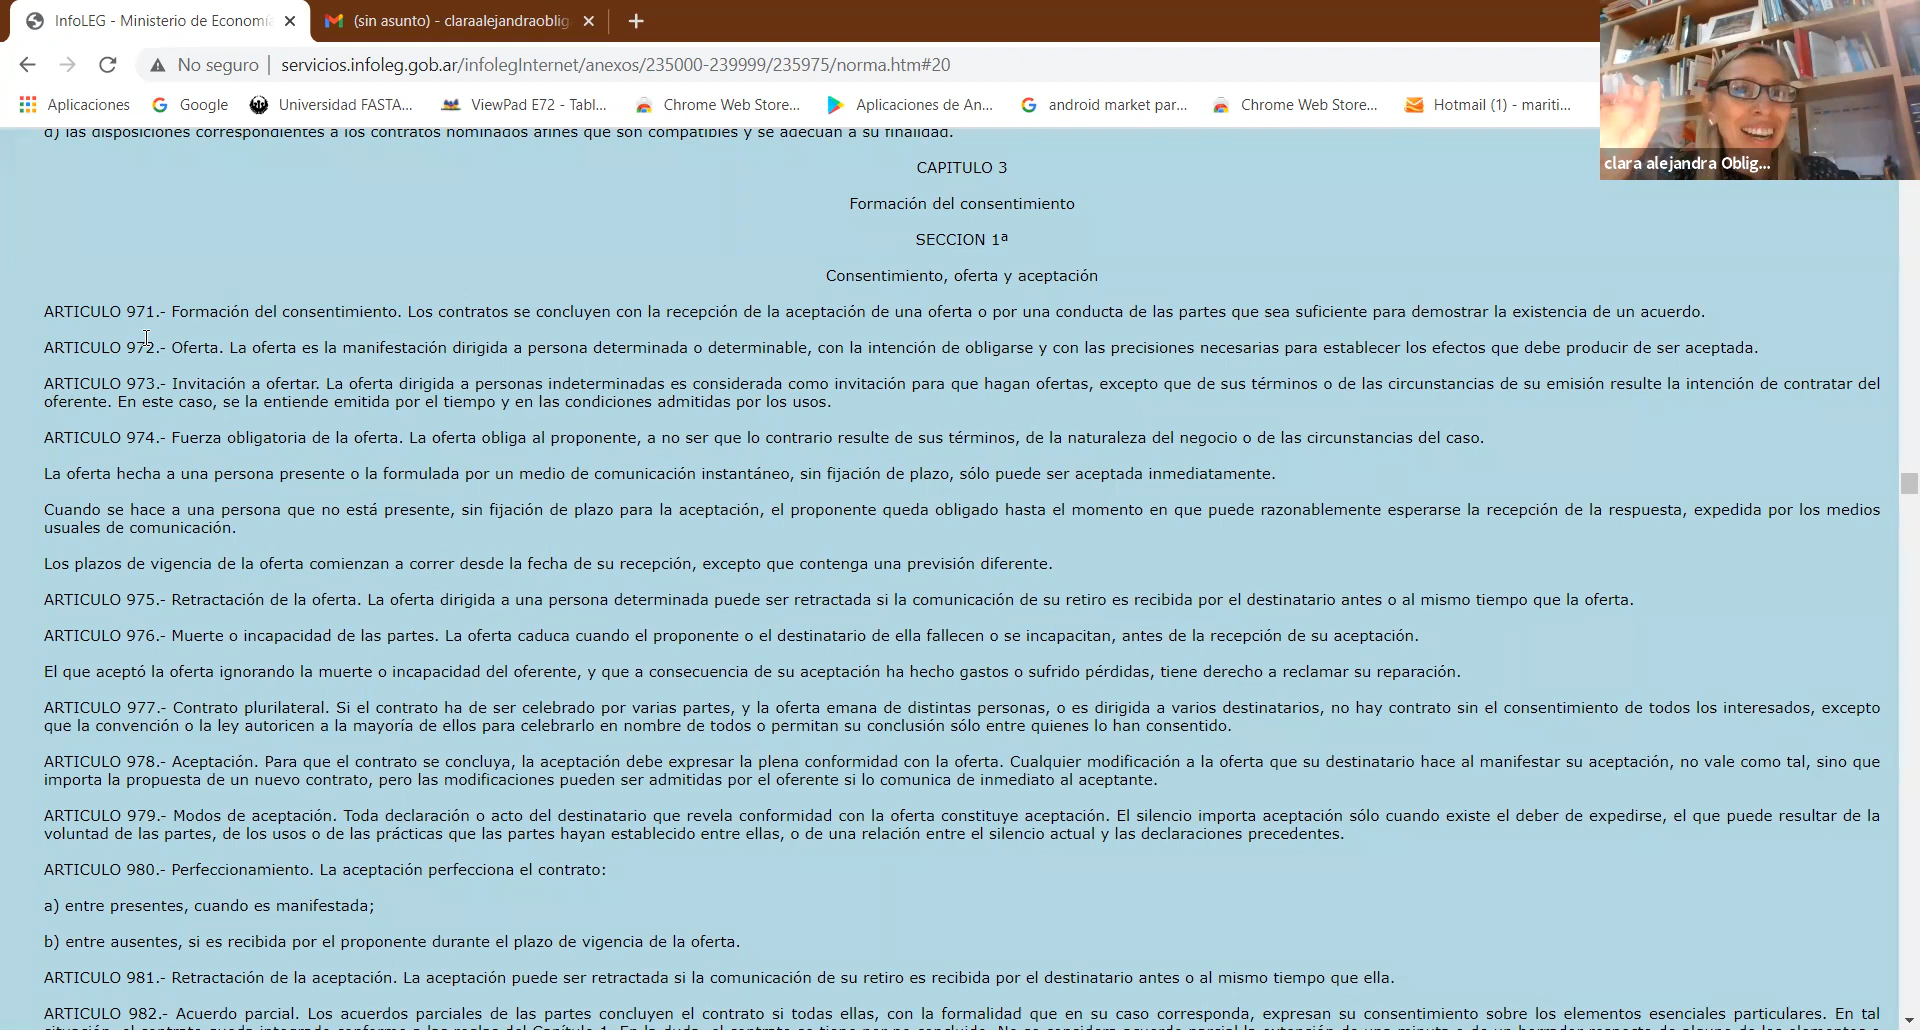 InfoLEG - Ministerio de Economía
(sin asunto) - claraalejandraoblig
No seguro | servicios.infoleg.gob.ar/infolegInternet/anexos/235000-239999/235975/norma.htm#20
Aplicaciones Google Universidad FASTA... ViewPad E72 - Tabl... Chrome Web Store... Aplicaciones de An... android market par... Chrome Web Store... Hotmail (1) - mariti...
clara alejandra Oblig...
d) las disposiciones correspondientes a los contratos nominados afines que son compatibles y se adecuan a su finalidad.
CAPITULO 3
Formación del consentimiento
SECCION 1ª
Consentimiento, oferta y aceptación
ARTICULO 971.- Formación del consentimiento. Los contratos se concluyen con la recepción de la aceptación de una oferta o por una conducta de las partes que sea suficiente para demostrar la existencia de un acuerdo.
ARTICULO 972.- Oferta. La oferta es la manifestación dirigida a persona determinada o determinable, con la intención de obligarse y con las precisiones necesarias para establecer los efectos que debe producir de ser aceptada.
ARTICULO 973.- Invitación a ofertar. La oferta dirigida a personas indeterminadas es considerada como invitación para que hagan ofertas, excepto que de sus términos o de las circunstancias de su emisión resulte la intención de contratar del
oferente. En este caso, se la entiende emitida por el tiempo y en las condiciones admitidas por los usos.
ARTICULO 974.- Fuerza obligatoria de la oferta. La oferta obliga al proponente, a no ser que lo contrario resulte de sus términos, de la naturaleza del negocio o de las circunstancias del caso.
La oferta hecha a una persona presente o la formulada por un medio de comunicación instantáneo, sin fijación de plazo, sólo puede ser aceptada inmediatamente.
Cuando se hace a una persona que no está presente, sin fijación de plazo para la aceptación, el proponente queda obligado hasta el momento en que puede razonablemente esperarse la recepción de la respuesta, expedida por los medios
usuales de comunicación.
Los plazos de vigencia de la oferta comienzan a correr desde la fecha de su recepción, excepto que contenga una previsión diferente.
ARTICULO 975.- Retractación de la oferta. La oferta dirigida a una persona determinada puede ser retractada si la comunicación de su retiro es recibida por el destinatario antes o al mismo tiempo que la oferta.
ARTICULO 976.- Muerte o incapacidad de las partes. La oferta caduca cuando el proponente o el destinatario de ella fallecen o se incapacitan, antes de la recepción de su aceptación.
El que aceptó la oferta ignorando la muerte o incapacidad del oferente, y que a consecuencia de su aceptación ha hecho gastos o sufrido pérdidas, tiene derecho a reclamar su reparación.
ARTICULO 977.- Contrato plurilateral. Si el contrato ha de ser celebrado por varias partes, y la oferta emana de distintas personas, o es dirigida a varios destinatarios, no hay contrato sin el consentimiento de todos los interesados, excepto
que la convención o la ley autoricen a la mayoría de ellos para celebrarlo en nombre de todos o permitan su conclusión sólo entre quienes lo han consentido.
ARTICULO 978.- Aceptación. Para que el contrato se concluya, la aceptación debe expresar la plena conformidad con la oferta. Cualquier modificación a la oferta que su destinatario hace al manifestar su aceptación, no vale como tal, sino que
importa la propuesta de un nuevo contrato, pero las modificaciones pueden ser admitidas por el oferente si lo comunica de inmediato al aceptante.
ARTICULO 979.- Modos de aceptación. Toda declaración o acto del destinatario que revela conformidad con la oferta constituye aceptación. El silencio importa aceptación sólo cuando existe el deber de expedirse, el que puede resultar de la
voluntad de las partes, de los usos o de las prácticas que las partes hayan establecido entre ellas, o de una relación entre el silencio actual y las declaraciones precedentes.
ARTICULO 980.- Perfeccionamiento. La aceptación perfecciona el contrato:
a) entre presentes, cuando es manifestada;
b) entre ausentes, si es recibida por el proponente durante el plazo de vigencia de la oferta.
ARTICULO 981.- Retractación de la aceptación. La aceptación puede ser retractada si la comunicación de su retiro es recibida por el destinatario antes o al mismo tiempo que ella.
ARTICULO 982.- Acuerdo parcial. Los acuerdos parciales de las partes concluyen el contrato si todas ellas, con la formalidad que en su caso corresponda, expresan su consentimiento sobre los elementos esenciales particulares. En tal